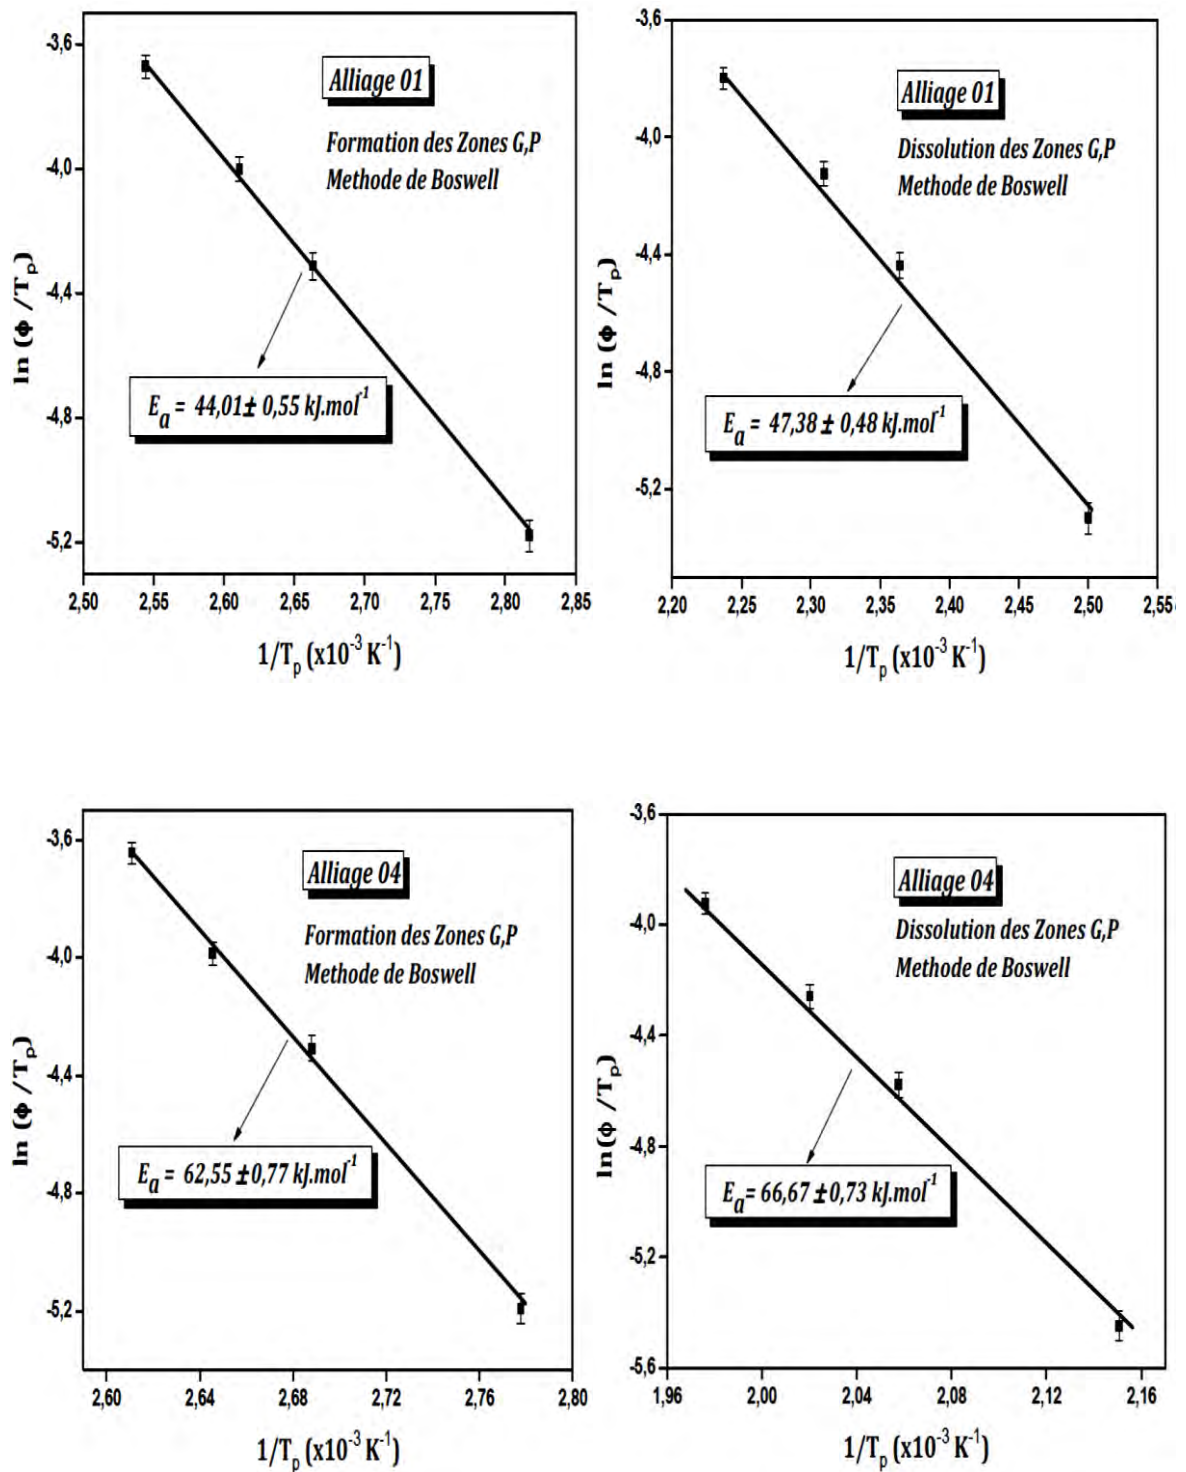 -3,6
-4,0
-4,4
-4,8
-5,2
ln (Φ /Tp)
Alliage 01
Formation des Zones G,P
Methode de Boswell
Ea = 44,01± 0,55 kJ.mol-1
2,50 2,55 2,60 2,65 2,70 2,75 2,80 2,85
1/Tp (x10-3 K-1)
-3,6
-4,0
-4,4
-4,8
-5,2
ln (Φ /Tp)
Alliage 01
Dissolution des Zones G,P
Methode de Boswell
Ea = 47,38 ± 0,48 kJ.mol-1
2,20 2,25 2,30 2,35 2,40 2,45 2,50 2,55
1/Tp (x10-3 K-1)
-3,6
-4,0
-4,4
-4,8
-5,2
ln (Φ /Tp)
Alliage 04
Formation des Zones G,P
Methode de Boswell
Ea = 62,55 ±0,77 kJ.mol-1
2,60 2,64 2,68 2,72 2,76 2,80
1/Tp (x10-3 K-1)
-3,6
-4,0
-4,4
-4,8
-5,2
-5,6
ln(Φ /Tp)
Alliage 04
Dissolution des Zones G,P
Methode de Boswell
Ea= 66,67 ±0,73 kJ.mol-1
1,96 2,00 2,04 2,08 2,12 2,16
1/Tp (x10-3 K-1)